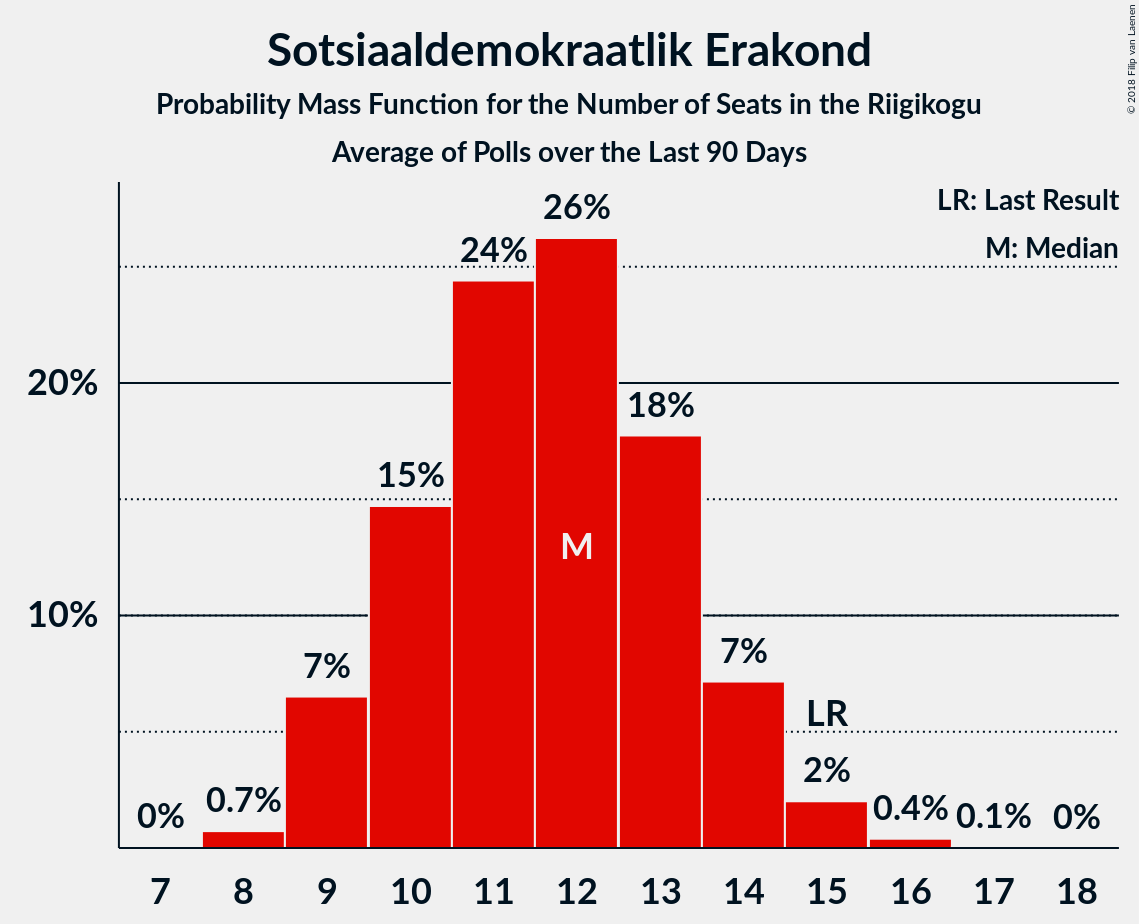 Sotsiaaldemokraatlik Erakond
Probability Mass Function for the Number of Seats in the Riigikogu
Average of Polls over the Last 90 Days
© 2018 Filip van Laenen
LR: Last Result
M: Median
26%
24%
20%
18%
15%
M
10%
7%
7%
LR
2%
0.7%
0.4%
0%
0.1%
0%
7 8 9 10 11 12 13 14 15 16 17 18